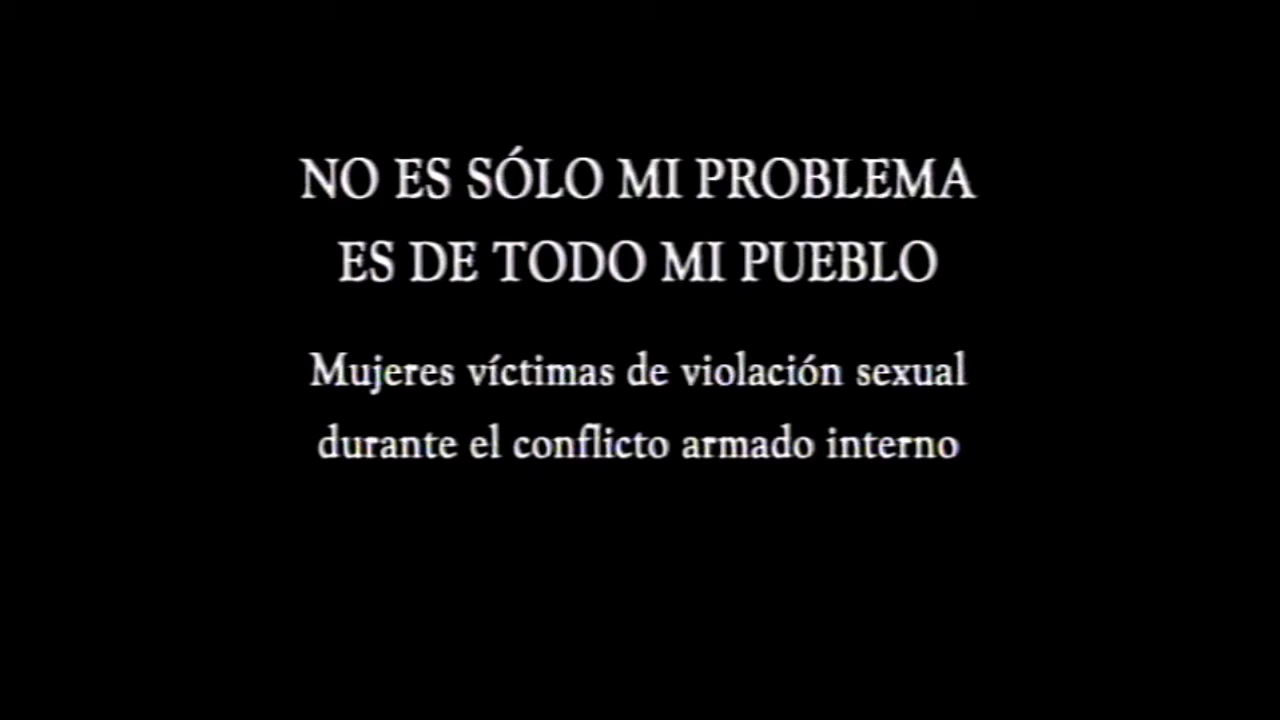 NO ES SÓLO MI PROBLEMA
ES DE TODO MI PUEBLO
Mujeres víctimas de violación sexual
durante el conflicto armado interno